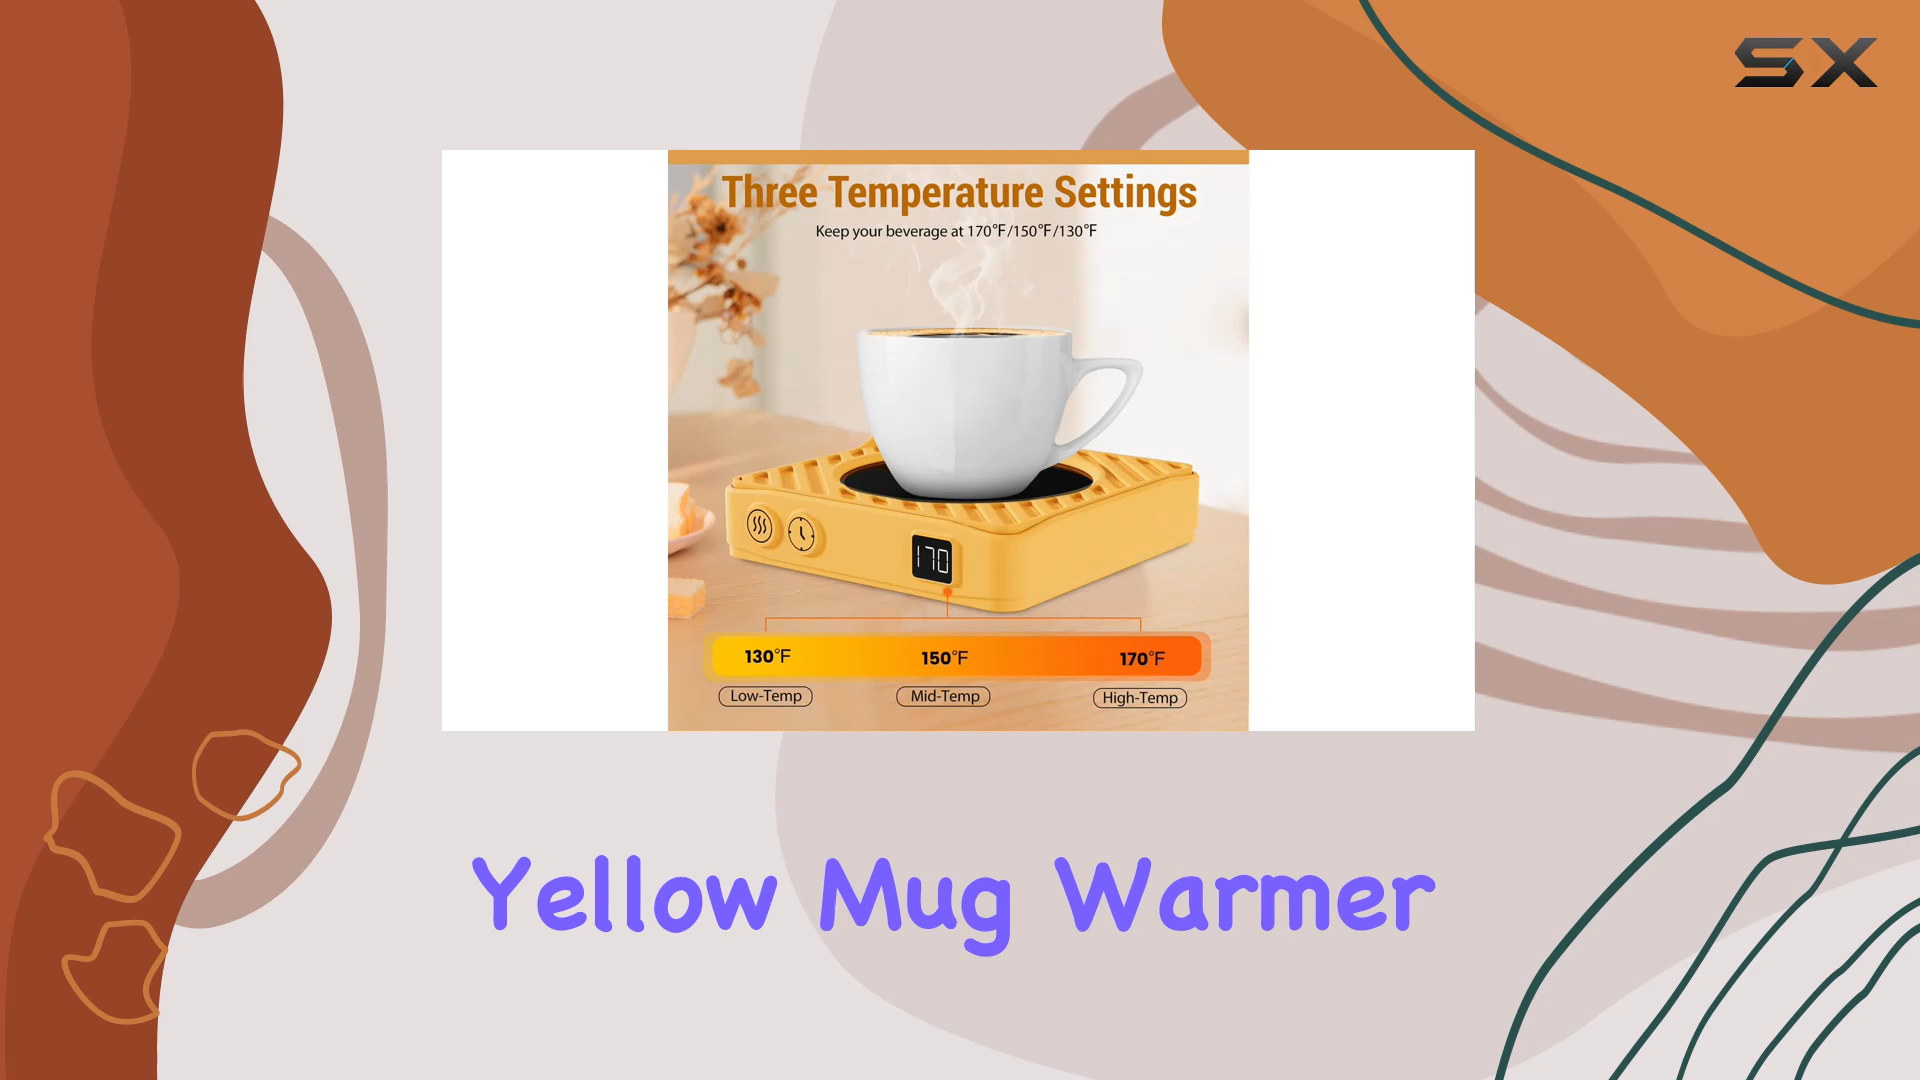 SX
Three Temperature Settings
Keep your beverage at 170°F/150°F/130°F
170
130°F 150°F 170°F
Low-Temp Mid-Temp High-Temp
Yellow Mug Warmer